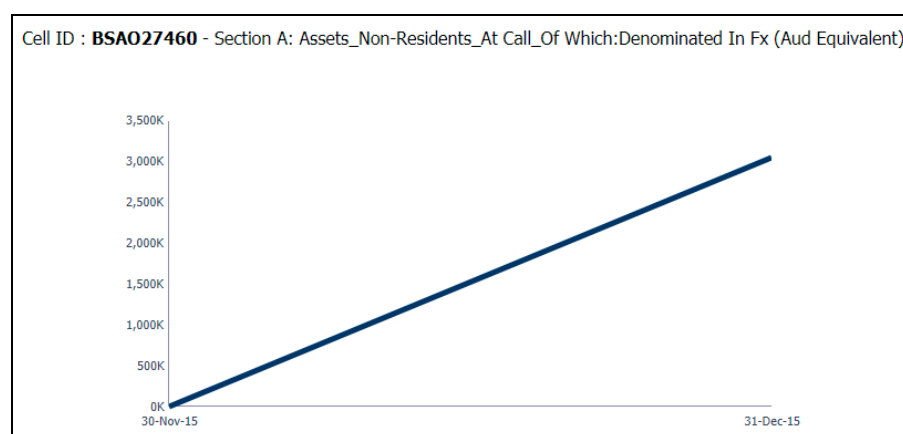 Cell ID : BSAO27460 - Section A: Assets_Non-Residents_At Call_Of Which:Denominated In Fx (Aud Equivalent)
3,500K
3,000K
2,500K
2,000K
1,500K
1,000K
500K
0K
30-Nov-15 31-Dec-15